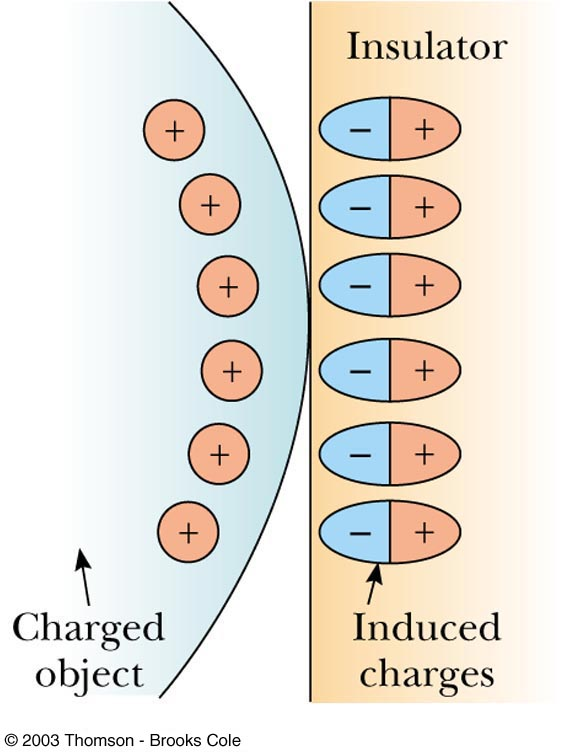 Insulator
+ − +
+ − +
+ − +
+ − +
+ − +
+ − +
Charged
object
Induced
charges
© 2003 Thomson - Brooks Cole